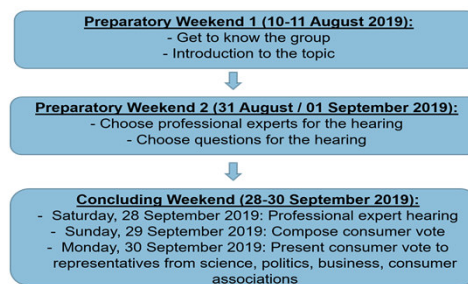 Preparatory Weekend 1 (10-11 August 2019):
- Get to know the group
- Introduction to the topic
Preparatory Weekend 2 (31 August / 01 September 2019):
- Choose professional experts for the hearing
- Choose questions for the hearing
Concluding Weekend (28-30 September 2019):
- Saturday, 28 September 2019: Professional expert hearing
- Sunday, 29 September 2019: Compose consumer vote
- Monday, 30 September 2019: Present consumer vote to
representatives from science, politics, business, consumer
associations